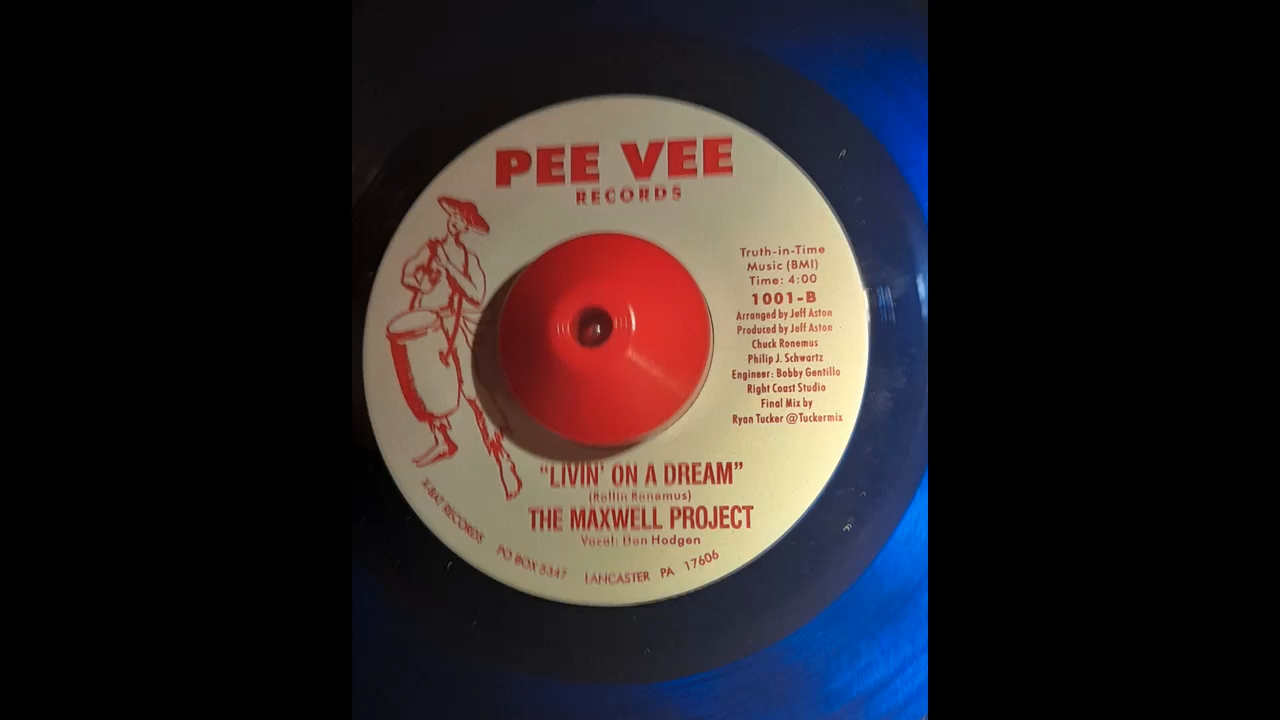 PEE VEE
RECORDS
Truth-in-Time
Music (BMI)
Time: 4:00
1001-B
Arranged by Jeff Aston
Produced by Jeff Aston
Chuck Ronemus
Philip J. Schwartz
Engineer: Bobby Gentillo
Right Coast Studio
Final Mix by
Ryan Tucker @Tuckermix
"LIVIN' ON A DREAM"
(Rollin Ronemus)
THE MAXWELL PROJECT
Vocal: Dan Hodgen
RECORDS PO BOX 5347 LANCASTER PA 17606